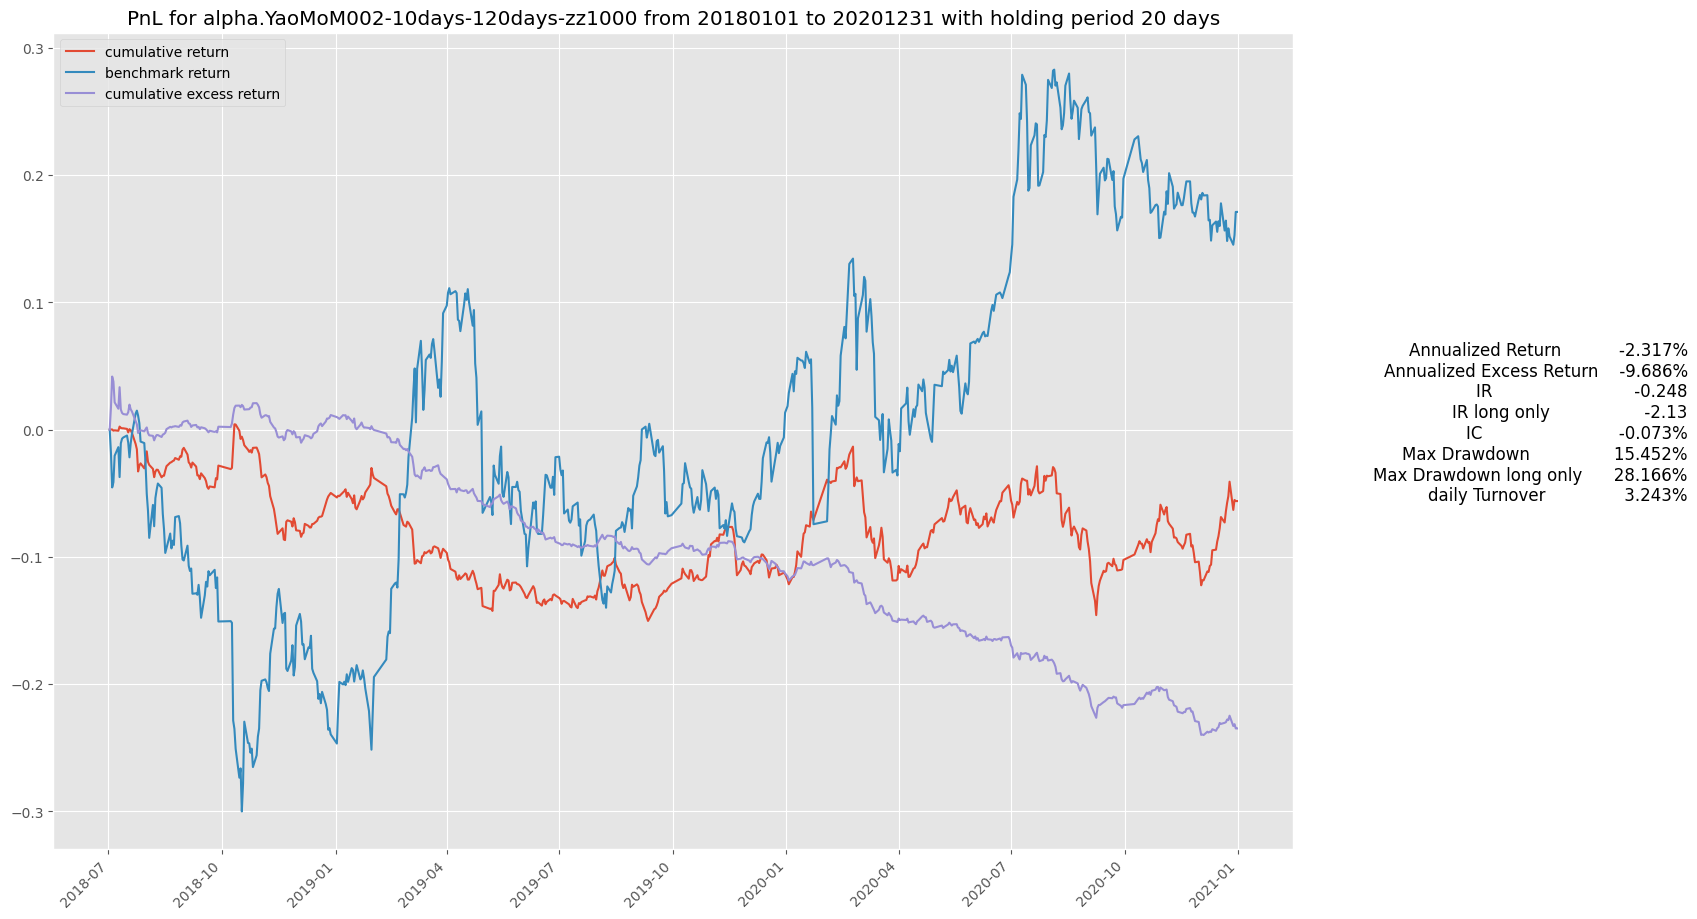 PnL for alpha.YaoMoM002-10days-120days-zz1000 from 20180101 to 20201231 with holding period 20 days
cumulative return
benchmark return
cumulative excess return
0.3
0.2
0.1
0.0
−0.1
−0.2
−0.3
2018-07
2018-10
2019-01
2019-04
2019-07
2019-10
2020-01
2020-04
2020-07
2020-10
2021-01
Annualized Return -2.317%
Annualized Excess Return -9.686%
IR -0.248
IR long only -2.13
IC -0.073%
Max Drawdown 15.452%
Max Drawdown long only 28.166%
daily Turnover 3.243%